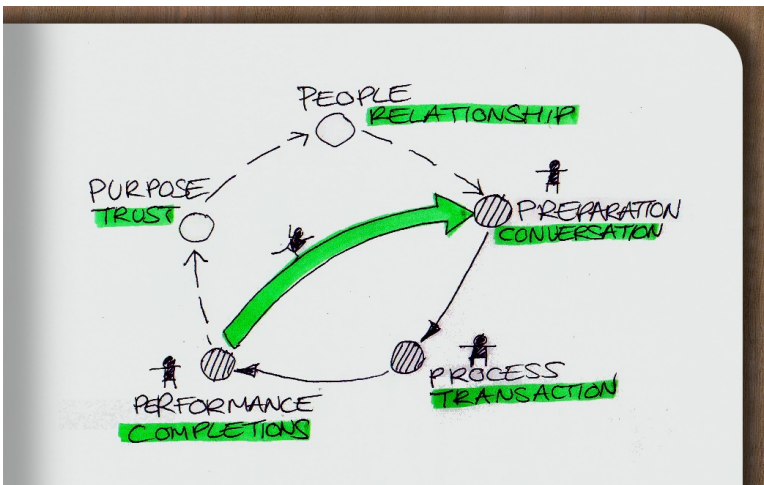 PEOPLE
RELATIONSHIP
PURPOSE
TRUST
PREPARATION
CONVERSATION
PROCESS
TRANSACTION
PERFORMANCE
COMPLETIONS